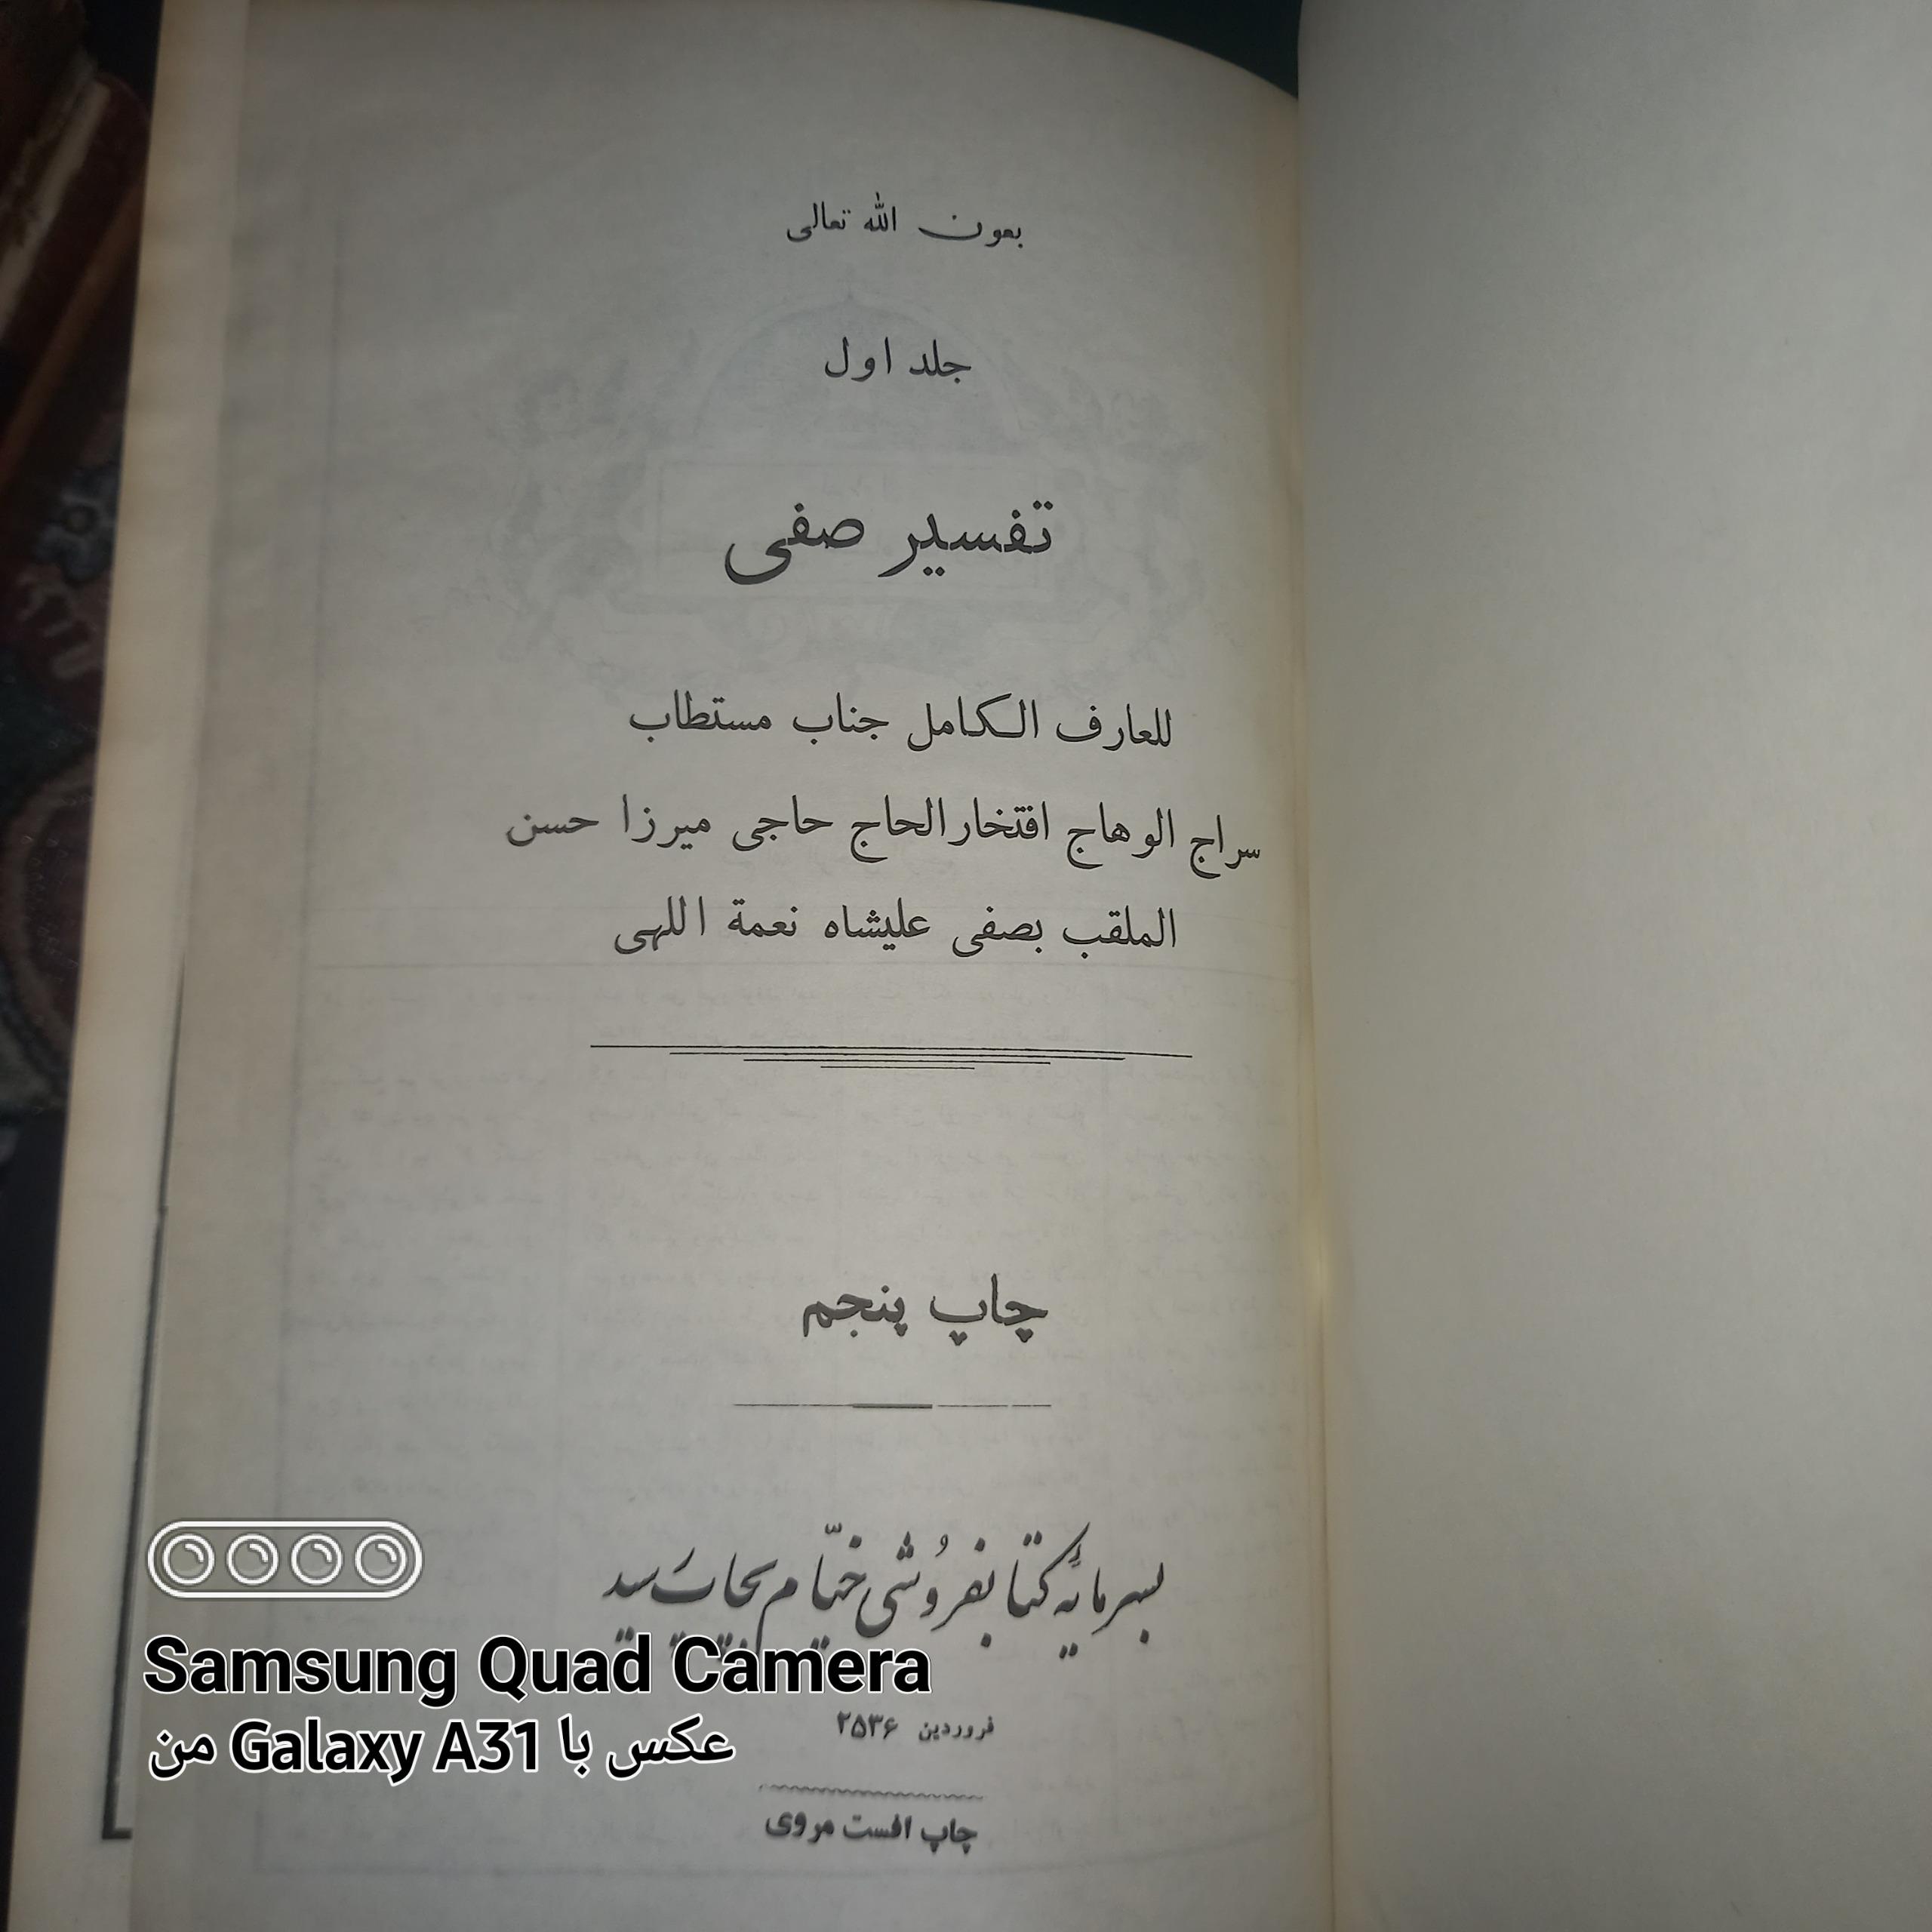 بعون الله تعالی
جلد اول
تفسیر صفی
للعارف الکامل جناب مستطاب
سراج الوهاج افتخارالحاج حاجی میرزا حسن
الملقب بصفی علیشاه نعمة اللهی
چاپ پنجم
بسرمایهٔ کتابفروشی خیّام بچاپ رسید
Samsung Quad Camera
فروردین ۲۵۳۶
عکس با Galaxy A31 من
چاپ افست مروی